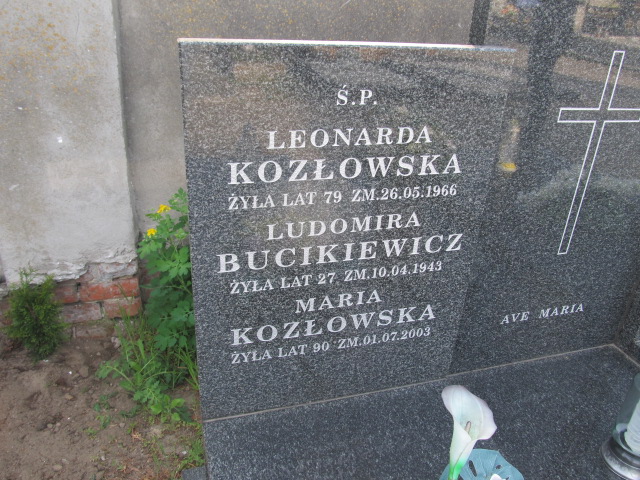 Ś.P.
LEONARDA
KOZŁOWSKA
ŻYŁA LAT 79 ZM.26.05.1966
LUDOMIRA
BUCIKIEWICZ
ŻYŁA LAT 27 ZM.10.04.1943
MARIA
KOZŁOWSKA
ŻYŁA LAT 90 ZM.01.07.2003
AVE MARIA